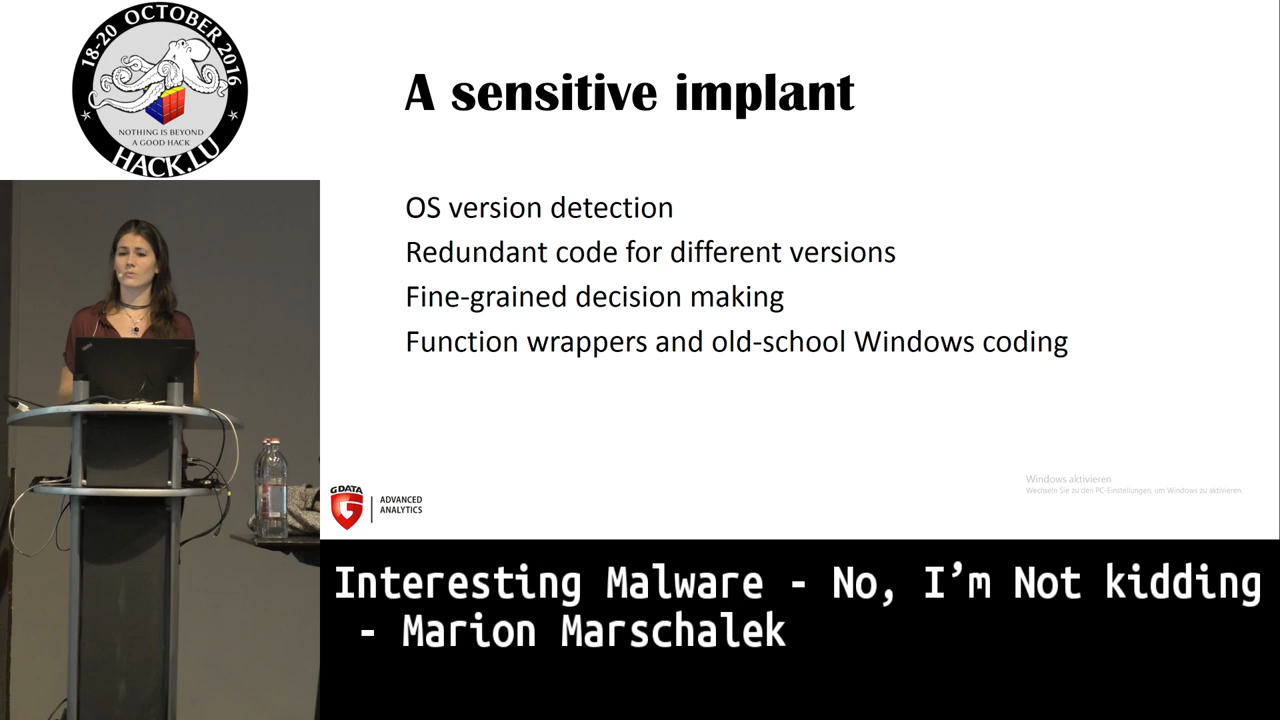 18-20 OCTOBER 2016
NOTHING IS BEYOND
A GOOD HACK
HACK.LU
A sensitive implant
OS version detection
Redundant code for different versions
Fine-grained decision making
Function wrappers and old-school Windows coding
Windows aktivieren
Wechseln Sie zu den PC-Einstellungen, um Windows zu aktivieren.
G DATA
ADVANCED
ANALYTICS
Interesting Malware - No, I’m Not kidding
- Marion Marschalek